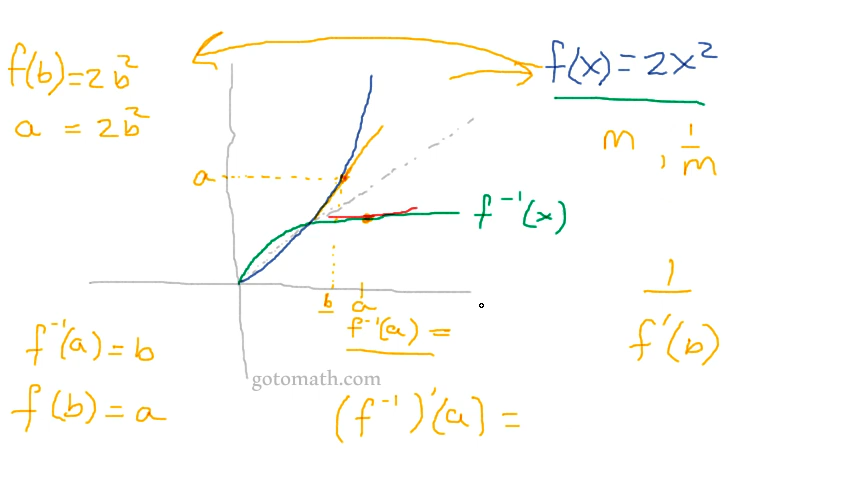 f(b) = 2b²
a = 2b²
f(x) = 2x²
m , 1/m
a
f⁻¹(x)
b a
f⁻¹(a) =
1/f'(b)
f⁻¹(a) = b
f(b) = a
gotomath.com
(f⁻¹)'(a) =